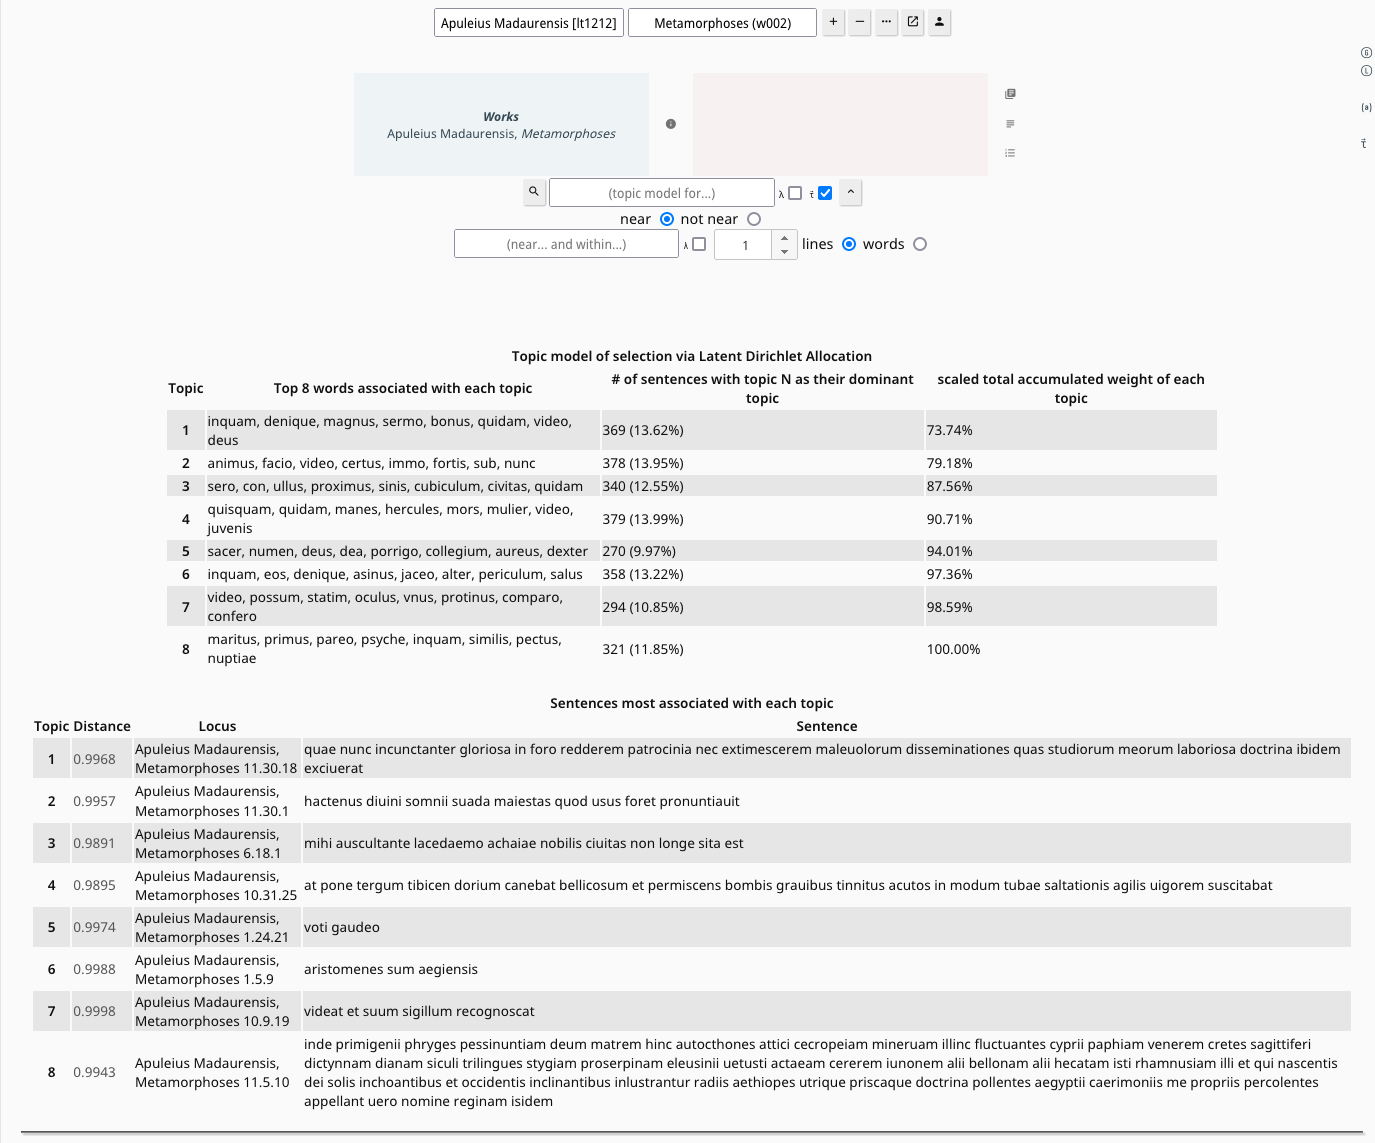 Apuleius Madaurensis [lt1212]
Metamorphoses (w002)
Works
Apuleius Madaurensis, Metamorphoses
(topic model for...)
near
not near
(near... and within...)
1
lines
words
Topic model of selection via Latent Dirichlet Allocation
Topic
Top 8 words associated with each topic
# of sentences with topic N as their dominant
topic
scaled total accumulated weight of each
topic
1
inquam, denique, magnus, sermo, bonus, quidam, video,
deus
369 (13.62%)
73.74%
2
animus, facio, video, certus, immo, fortis, sub, nunc
378 (13.95%)
79.18%
3
sero, con, ullus, proximus, sinis, cubiculum, civitas, quidam
340 (12.55%)
87.56%
4
quisquam, quidam, manes, hercules, mors, mulier, video,
juvenis
379 (13.99%)
90.71%
5
sacer, numen, deus, dea, porrigo, collegium, aureus, dexter
270 (9.97%)
94.01%
6
inquam, eos, denique, asinus, jaceo, alter, periculum, salus
358 (13.22%)
97.36%
7
video, possum, statim, oculus, vnus, protinus, comparo,
confero
294 (10.85%)
98.59%
8
maritus, primus, pareo, psyche, inquam, similis, pectus,
nuptiae
321 (11.85%)
100.00%
Sentences most associated with each topic
Topic
Distance
Locus
Sentence
1
0.9968
Apuleius Madaurensis,
Metamorphoses 11.30.18
quae nunc incunctanter gloriosa in foro redderem patrocinia nec extimescerem maleuolorum disseminationes quas studiorum meorum laboriosa doctrina ibidem
exciuerat
2
0.9957
Apuleius Madaurensis,
Metamorphoses 11.30.1
hactenus diuini somnii suada maiestas quod usus foret pronuntiauit
3
0.9891
Apuleius Madaurensis,
Metamorphoses 6.18.1
mihi auscultante lacedaemo achaiae nobilis ciuitas non longe sita est
4
0.9895
Apuleius Madaurensis,
Metamorphoses 10.31.25
at pone tergum tibicen dorium canebat bellicosum et permiscens bombis grauibus tinnitus acutos in modum tubae saltationis agilis uigorem suscitabat
5
0.9974
Apuleius Madaurensis,
Metamorphoses 1.24.21
voti gaudeo
6
0.9988
Apuleius Madaurensis,
Metamorphoses 1.5.9
aristomenes sum aegiensis
7
0.9998
Apuleius Madaurensis,
Metamorphoses 10.9.19
videat et suum sigillum recognoscat
8
0.9943
Apuleius Madaurensis,
Metamorphoses 11.5.10
inde primigenii phryges pessinuntiam deum matrem hinc autocthones attici cecropeiam mineruam illinc fluctuantes cyprii paphiam venerem cretes sagittiferi
dictynnam dianam siculi trilingues stygiam proserpinam eleusinii uetusti actaeam cererem iunonem alii bellonam alii hecatam isti rhamnusiam illi et qui nascentis
dei solis inchoantibus et occidentis inclinantibus inlustrantur radiis aethiopes utrique priscaque doctrina pollentes aegyptii caerimoniis me propriis percolentes
appellant uero nomine reginam isidem